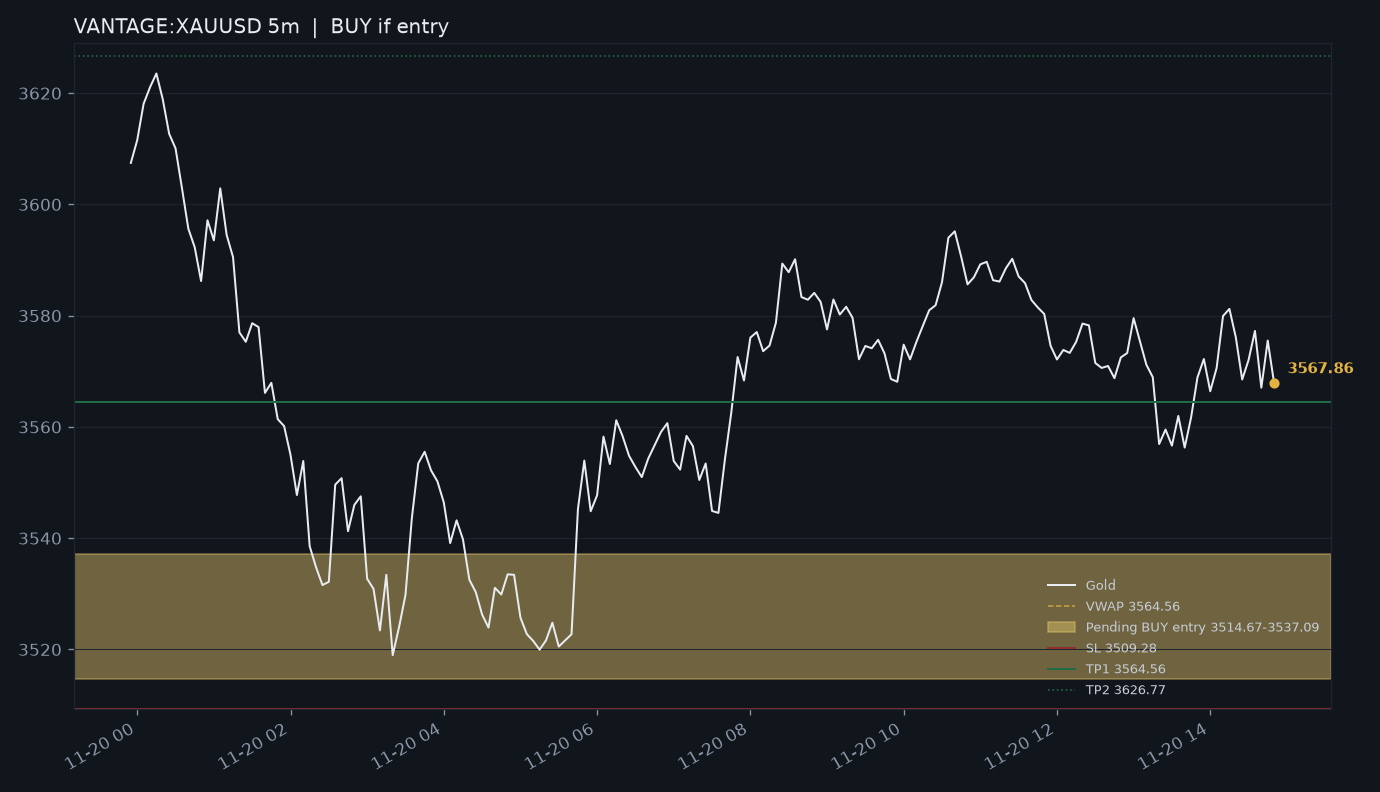 VANTAGE:XAUUSD 5m | BUY if entry
3620
3600
3580
3560
3540
3520
3567.86
Gold
VWAP 3564.56
Pending BUY entry 3514.67-3537.09
SL 3509.28
TP1 3564.56
TP2 3626.77
11-20 00
11-20 02
11-20 04
11-20 06
11-20 08
11-20 10
11-20 12
11-20 14